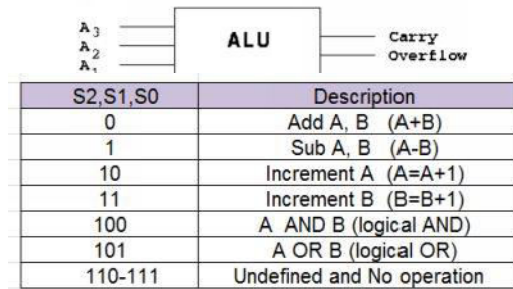 A3
A2
A1
ALU
Carry
Overflow
S2,S1,S0 Description
0 Add A, B (A+B)
1 Sub A, B (A-B)
10 Increment A (A=A+1)
11 Increment B (B=B+1)
100 A AND B (logical AND)
101 A OR B (logical OR)
110-111 Undefined and No operation